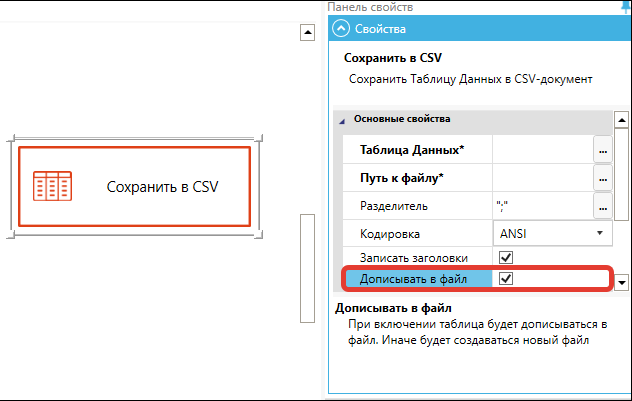 Панель свойств
Свойства
Сохранить в CSV
Сохранить Таблицу Данных в CSV-документ
Основные свойства
Таблица Данных* ...
Путь к файлу* ...
Разделитель ";" ...
Кодировка ANSI
Записать заголовки
Дописывать в файл
Дописывать в файл
При включении таблица будет дописываться в
файл. Иначе будет создаваться новый файл
Сохранить в CSV